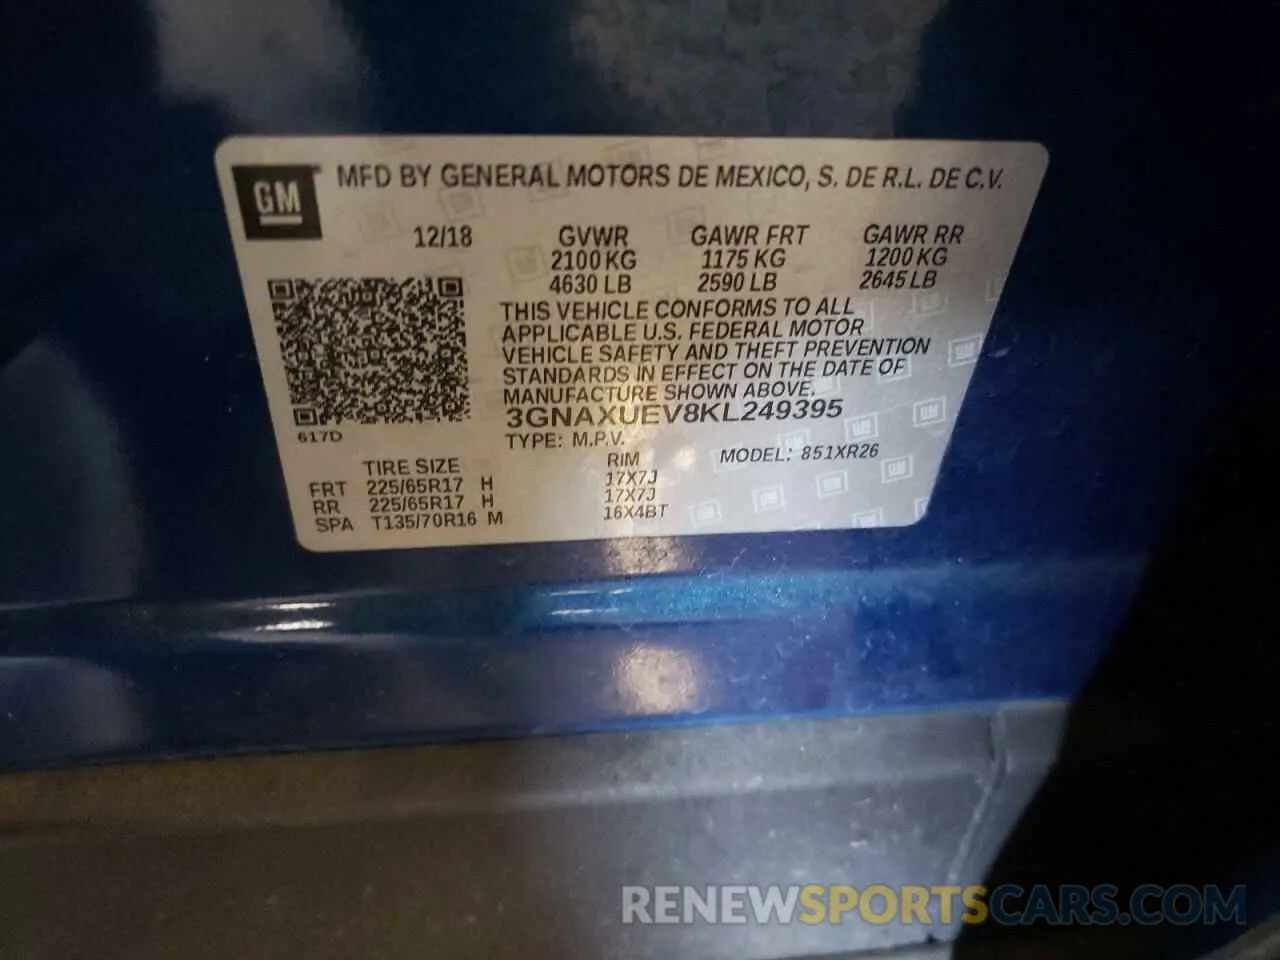 GM MFD BY GENERAL MOTORS DE MEXICO, S. DE R.L. DE C.V.
12/18 GVWR GAWR FRT GAWR RR
2100 KG 1175 KG 1200 KG
4630 LB 2590 LB 2645 LB
THIS VEHICLE CONFORMS TO ALL
APPLICABLE U.S. FEDERAL MOTOR
VEHICLE SAFETY AND THEFT PREVENTION
STANDARDS IN EFFECT ON THE DATE OF
MANUFACTURE SHOWN ABOVE.
3GNAXUEV8KL249395
617D
TYPE: M.P.V. MODEL: 851XR26
TIRE SIZE RIM
FRT 225/65R17 H 17X7J
RR 225/65R17 H 17X7J
SPA T135/70R16 M 16X4BT
RENEWSPORTSCARS.COM